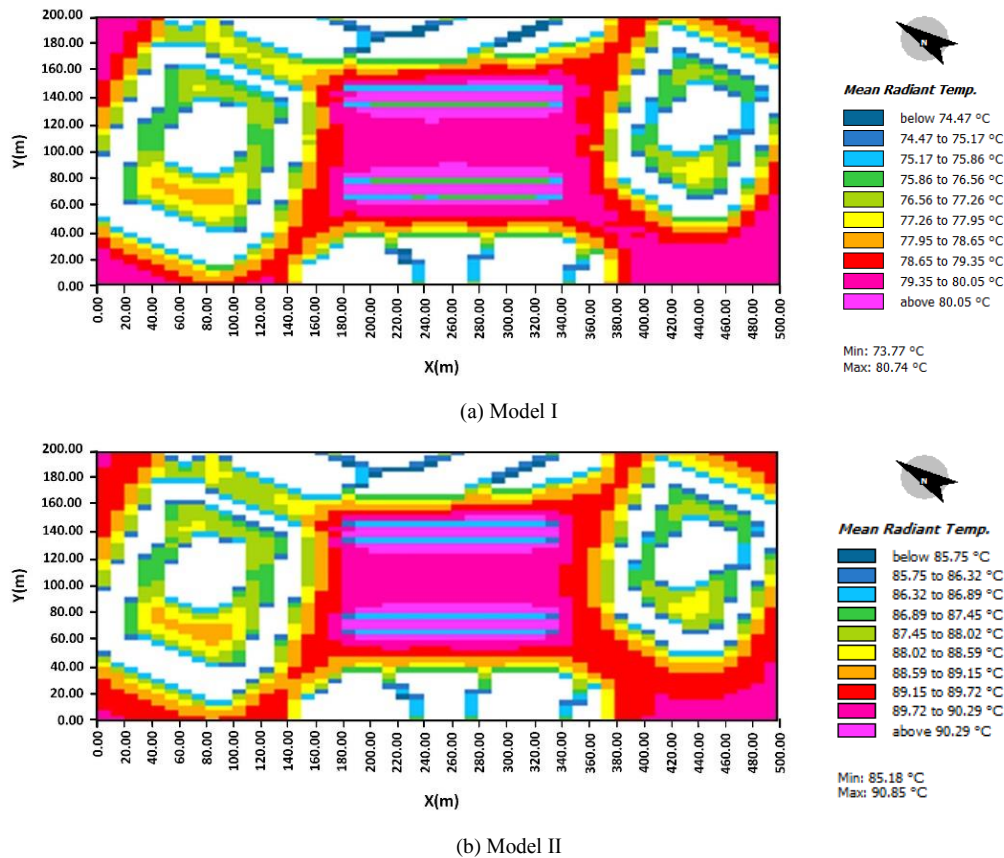 200.00
180.00
160.00
140.00
120.00
100.00
80.00
60.00
40.00
20.00
0.00
Y(m)
0.00
20.00
40.00
60.00
80.00
100.00
120.00
140.00
160.00
180.00
200.00
220.00
240.00
260.00
280.00
300.00
320.00
340.00
360.00
380.00
400.00
420.00
440.00
460.00
480.00
500.00
X(m)
N
Mean Radiant Temp.
below 74.47 °C
74.47 to 75.17 °C
75.17 to 75.86 °C
75.86 to 76.56 °C
76.56 to 77.26 °C
77.26 to 77.95 °C
77.95 to 78.65 °C
78.65 to 79.35 °C
79.35 to 80.05 °C
above 80.05 °C
Min: 73.77 °C
Max: 80.74 °C
(a) Model I
200.00
180.00
160.00
140.00
120.00
100.00
80.00
60.00
40.00
20.00
0.00
Y(m)
0.00
20.00
40.00
60.00
80.00
100.00
120.00
140.00
160.00
180.00
200.00
220.00
240.00
260.00
280.00
300.00
320.00
340.00
360.00
380.00
400.00
420.00
440.00
460.00
480.00
500.00
X(m)
N
Mean Radiant Temp.
below 85.75 °C
85.75 to 86.32 °C
86.32 to 86.89 °C
86.89 to 87.45 °C
87.45 to 88.02 °C
88.02 to 88.59 °C
88.59 to 89.15 °C
89.15 to 89.72 °C
89.72 to 90.29 °C
above 90.29 °C
Min: 85.18 °C
Max: 90.85 °C
(b) Model II